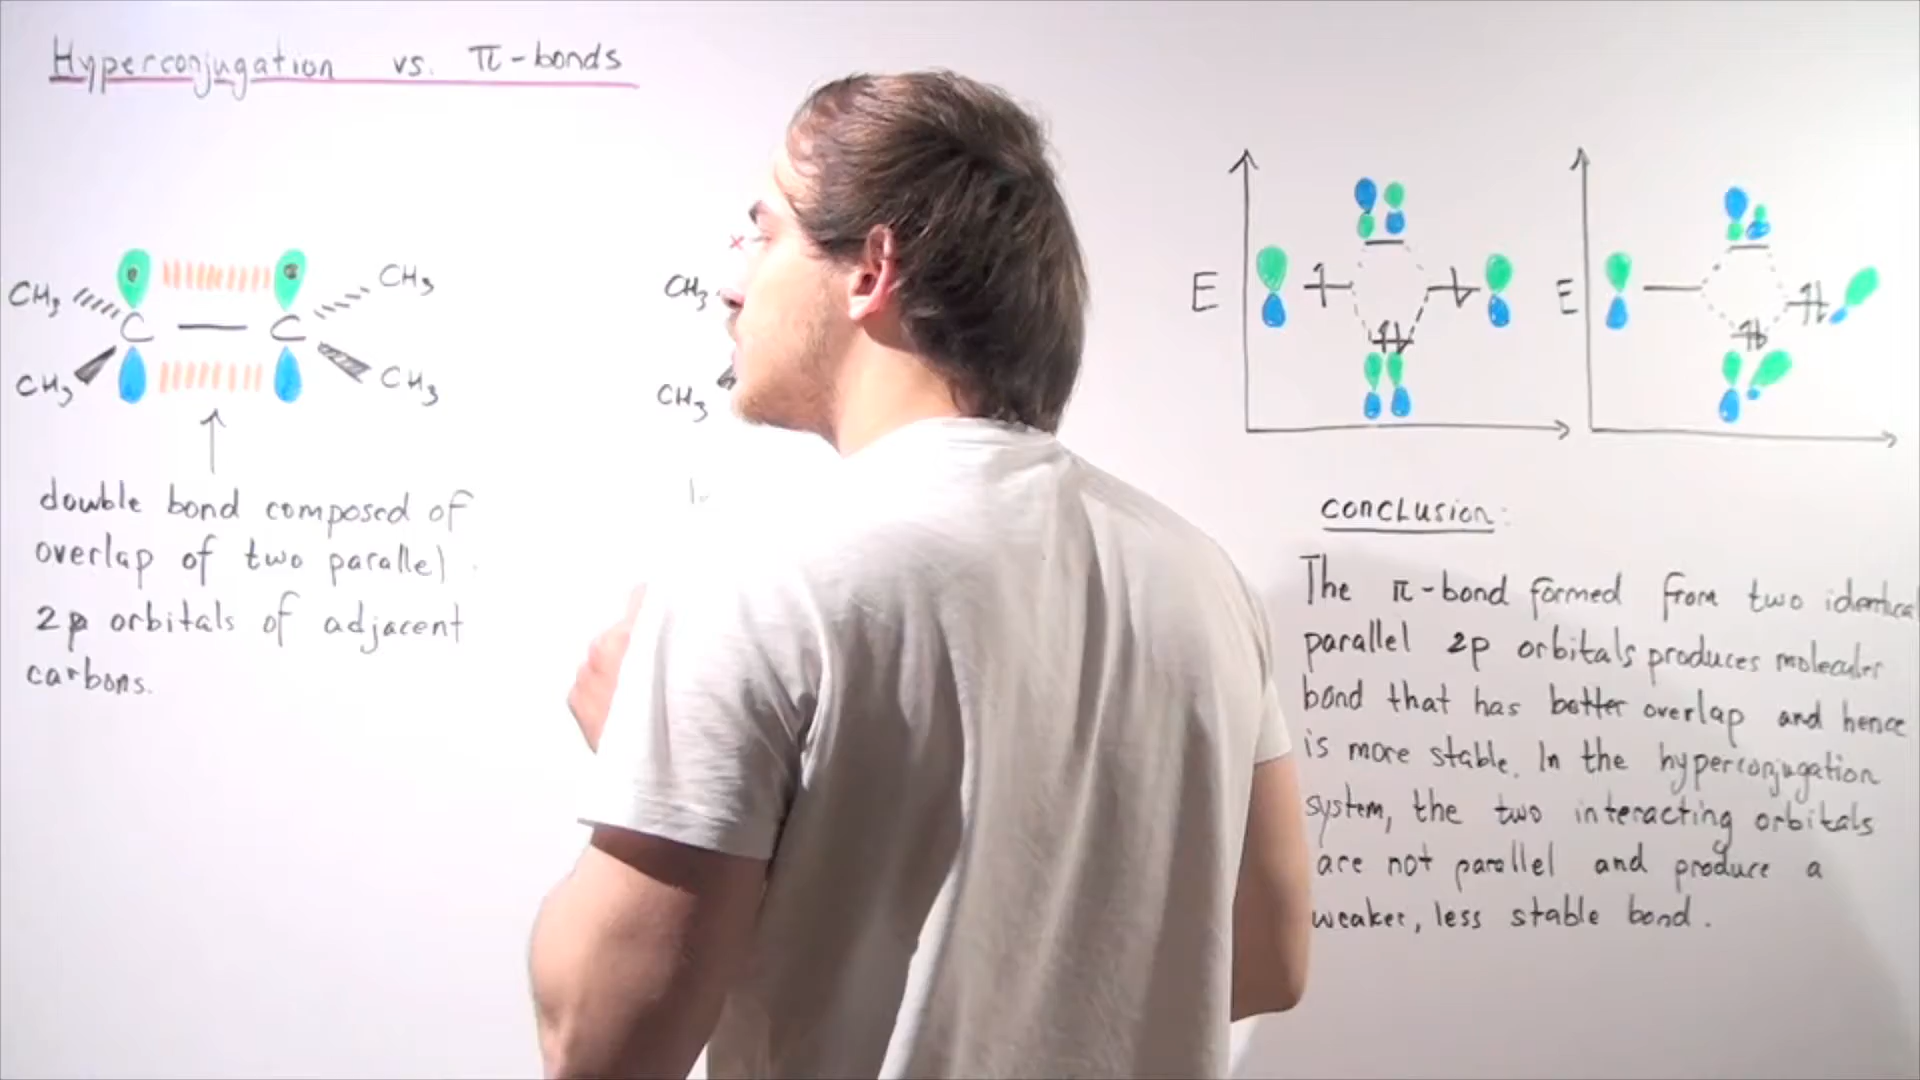 Hyperconjugation vs. π-bonds
CH3
C — C
CH3
CH3
CH3
double bond composed of
overlap of two parallel
2p orbitals of adjacent
carbons.
x
CH3
CH3
E
E
Conclusion:
The π-bond formed from two identical
parallel 2p orbitals produces molecular
bond that has better overlap and hence
is more stable. In the hyperconjugation
system, the two interacting orbitals
are not parallel and produce a
weaker, less stable bond.